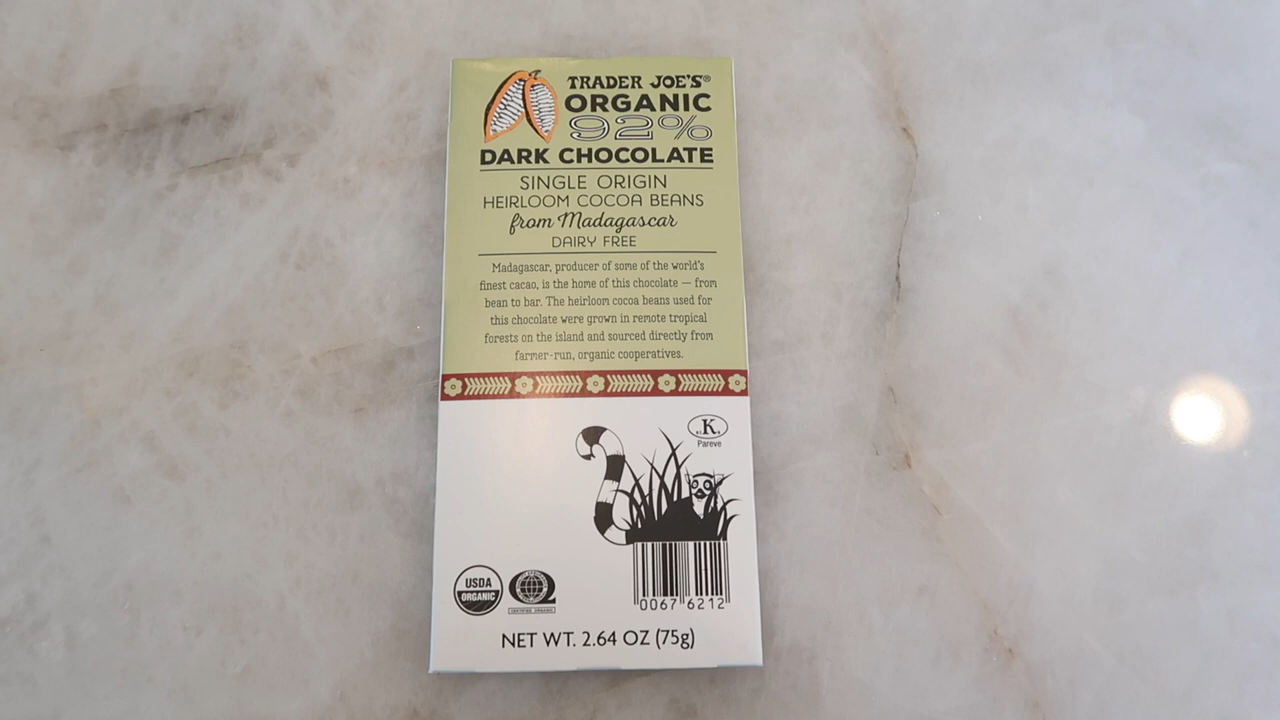 TRADER JOE'S®
ORGANIC
92%
DARK CHOCOLATE
SINGLE ORIGIN
HEIRLOOM COCOA BEANS
from Madagascar
DAIRY FREE
Madagascar, producer of some of the world's
finest cacao, is the home of this chocolate — from
bean to bar. The heirloom cocoa beans used for
this chocolate were grown in remote tropical
forests on the island and sourced directly from
farmer-run, organic cooperatives.
K
Pareve
USDA
ORGANIC
CERTIFIED ORGANIC
0067 6212
NET WT. 2.64 OZ (75g)